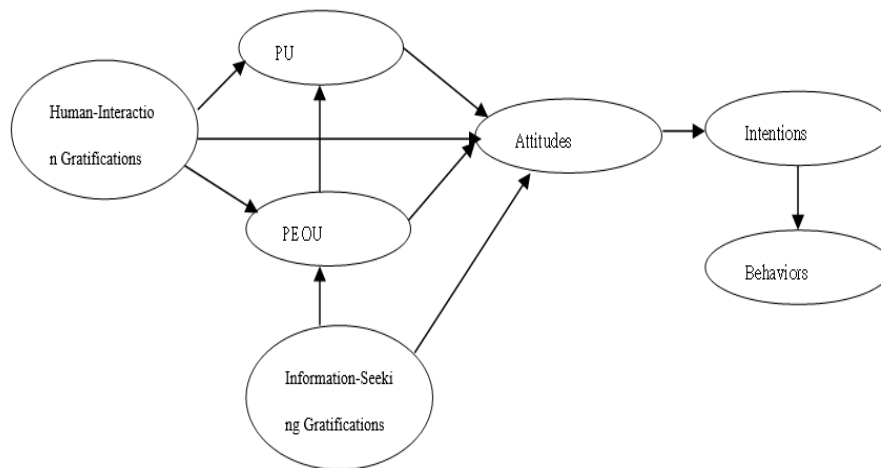 PU
Human-Interactio
n Gratifications
Attitudes
Intentions
PEOU
Behaviors
Information-Seeki
ng Gratifications